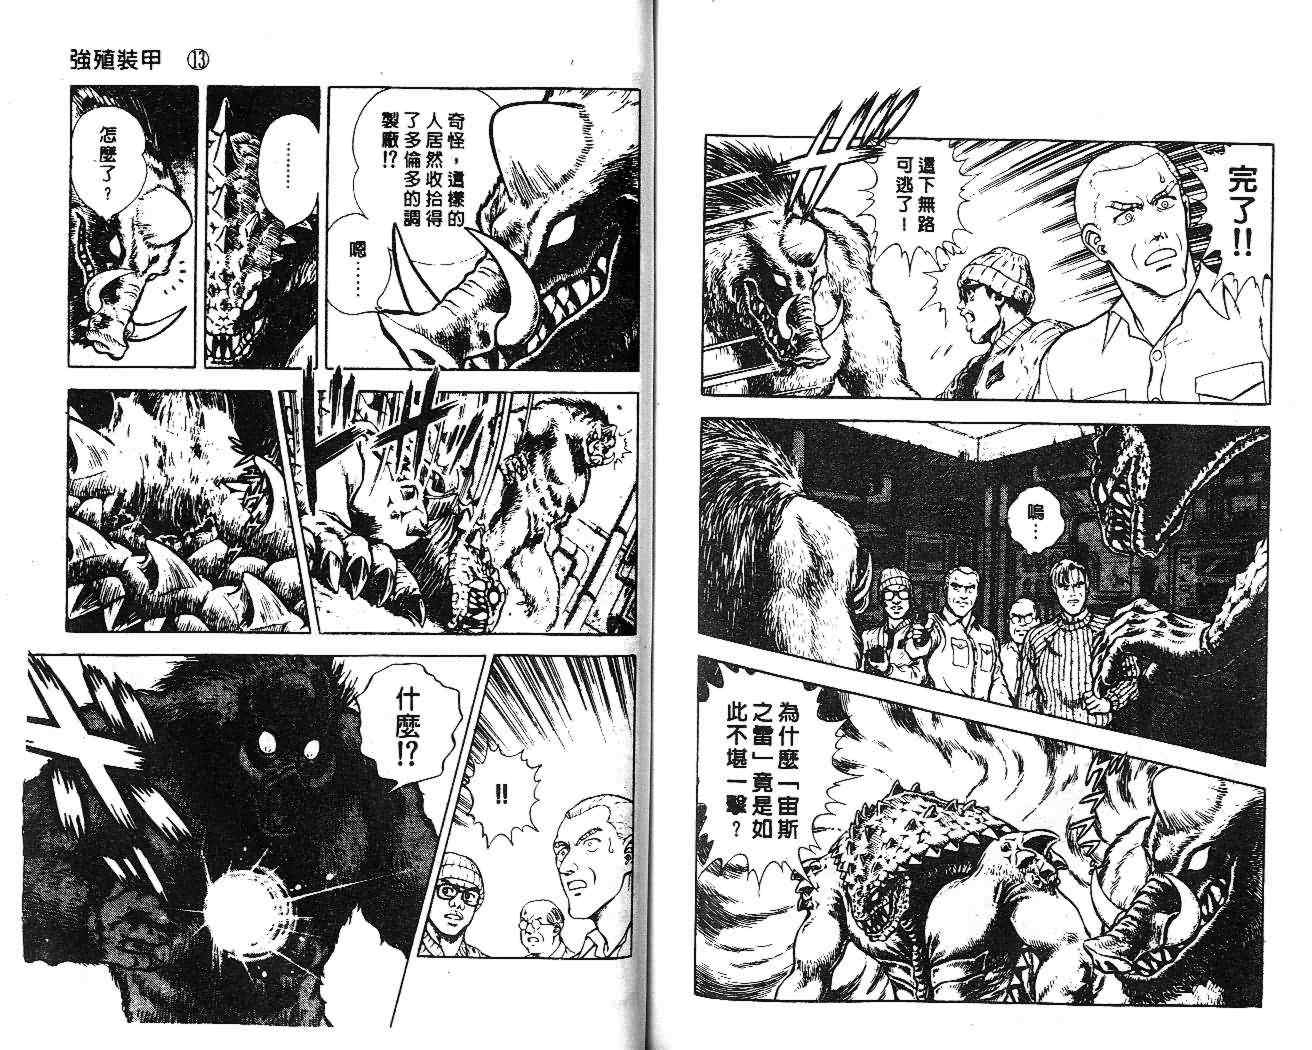 強殖裝甲 ⑬
完了!!
這下無路
可逃了!
嗚…
為什麼「宙斯
之雷」竟是如
此不堪一擊?
奇怪,這樣的
人居然收拾得
了多倫多的調
製廠!?
嗯……
………
怎麼了?
!!
什麼!?